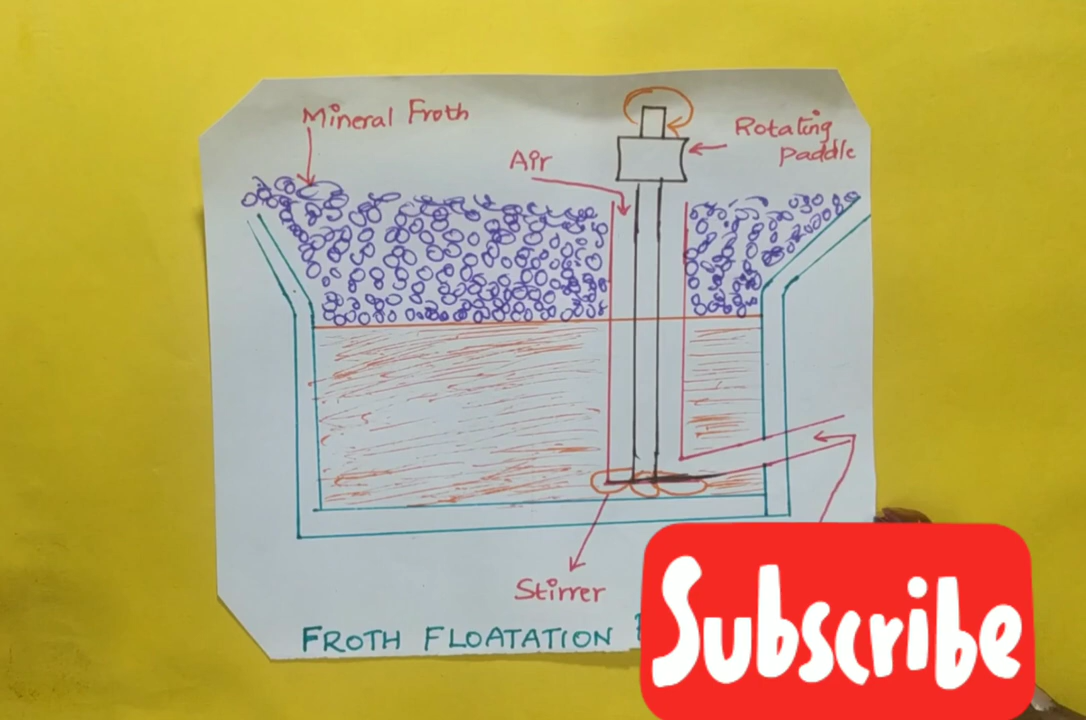 Mineral Froth
Air
Rotating
Paddle
Stirrer
FROTH FLOATATION
Subscribe